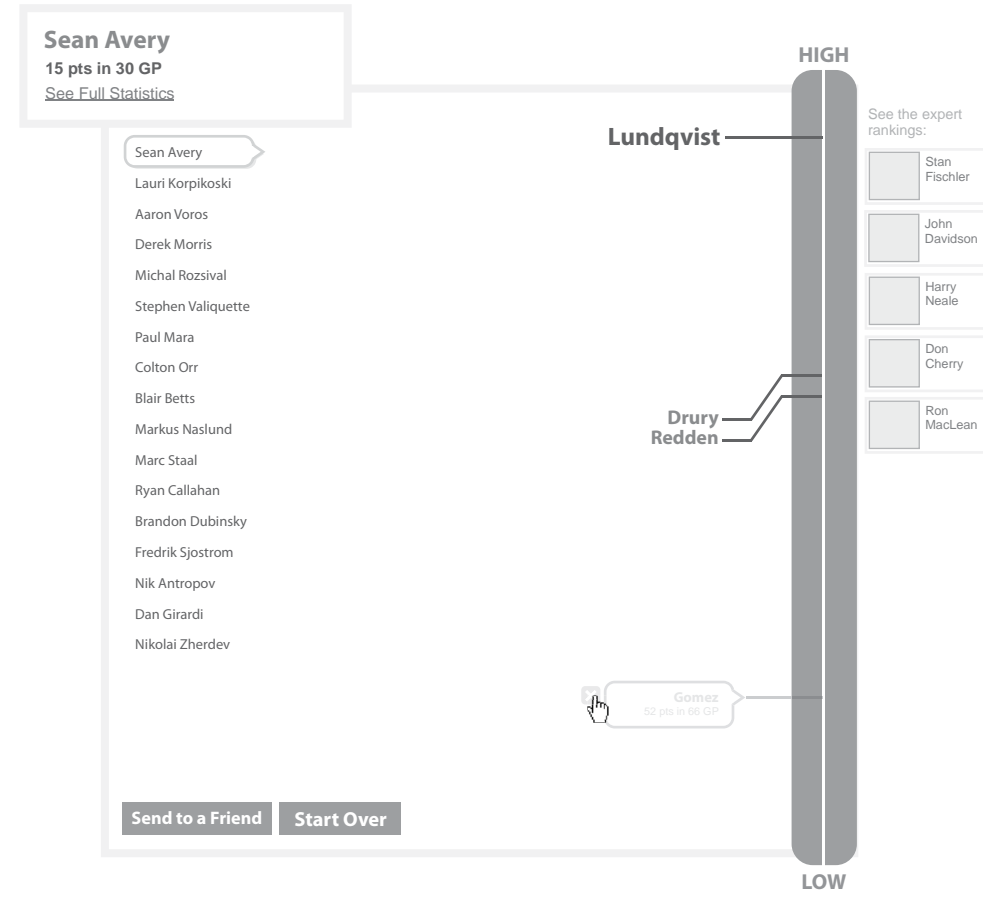 Sean Avery
15 pts in 30 GP
See Full Statistics
HIGH
See the expert
rankings:
Sean Avery
Lauri Korpikoski
Aaron Voros
Derek Morris
Michal Rozsival
Stephen Valiquette
Paul Mara
Colton Orr
Blair Betts
Markus Naslund
Marc Staal
Ryan Callahan
Brandon Dubinsky
Fredrik Sjostrom
Nik Antropov
Dan Girardi
Nikolai Zherdev
Lundqvist
Drury
Redden
Gomez
52 pts in 66 GP
Stan
Fischler
John
Davidson
Harry
Neale
Don
Cherry
Ron
MacLean
Send to a Friend
Start Over
LOW